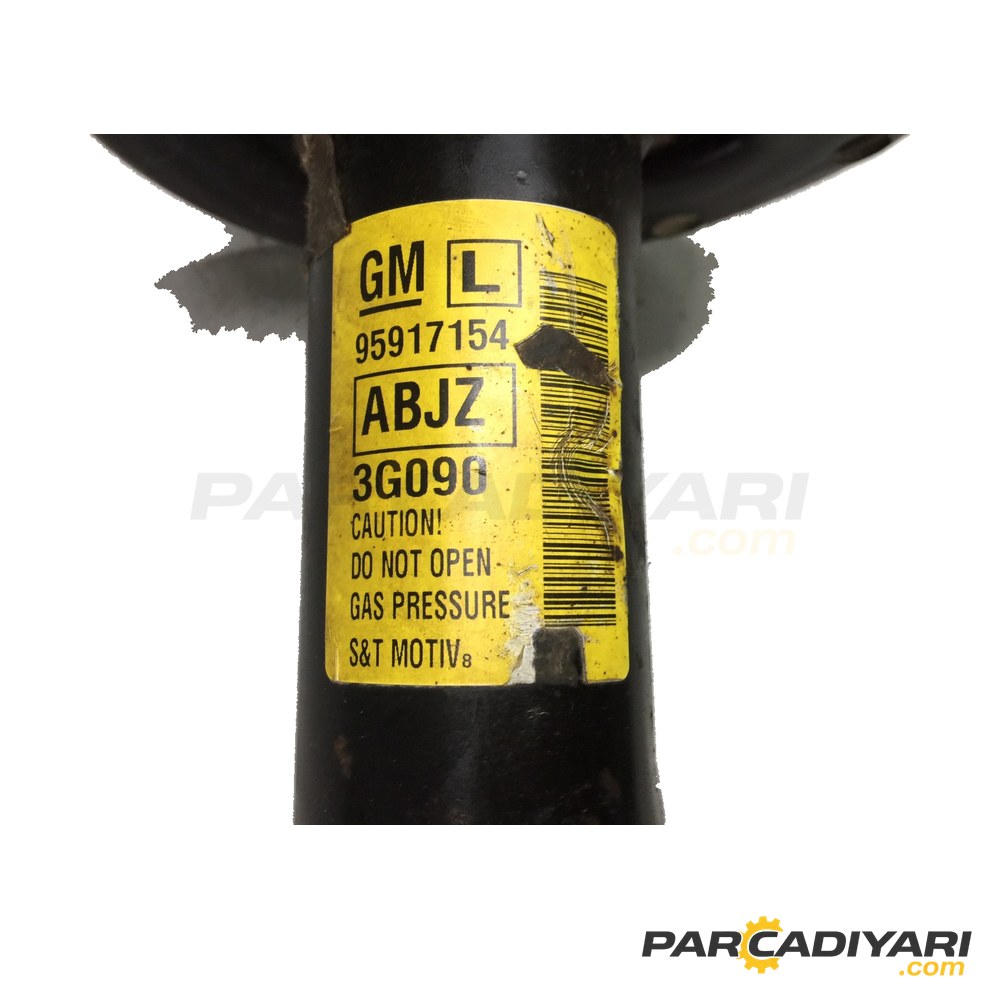 GM L
95917154
ABJZ
3G090
CAUTION!
DO NOT OPEN
GAS PRESSURE
S&T MOTIV8
PARCADIYARI
.com
PARCADIYARI
.com